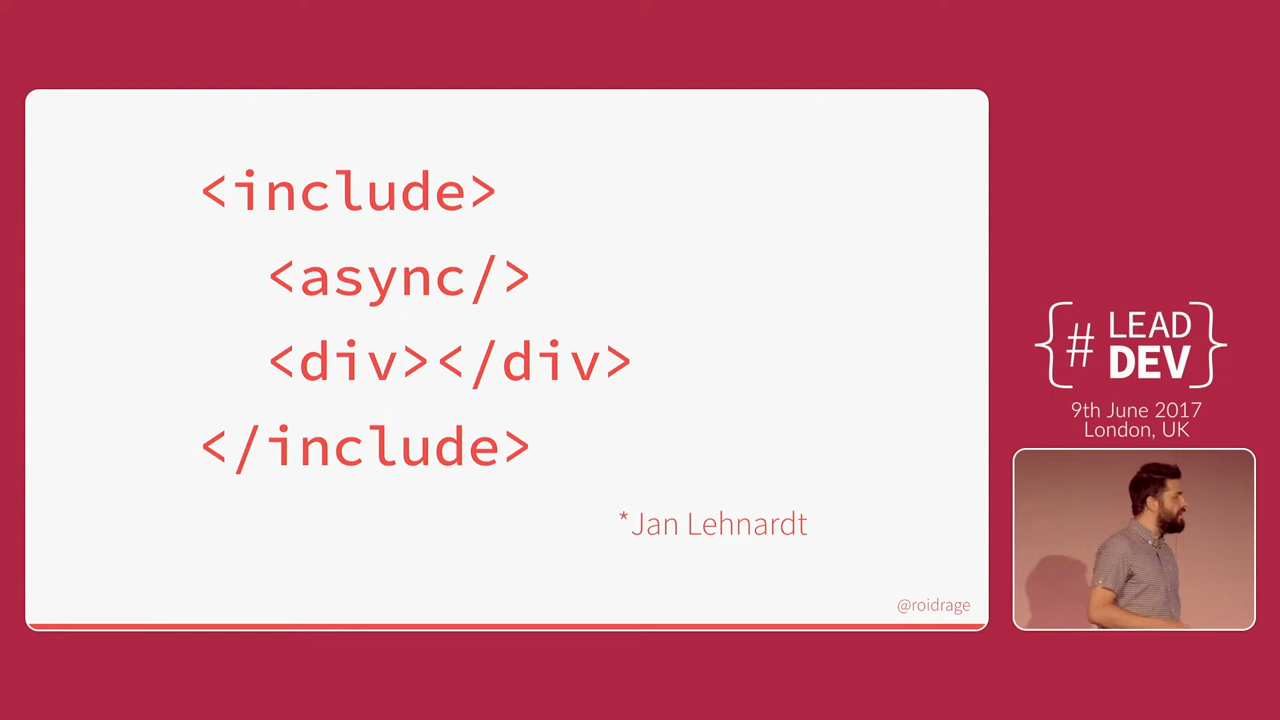 <include>
<async/>
<div></div>
</include>
*Jan Lehnardt
@roidrage
{# LEAD DEV}
9th June 2017
London, UK